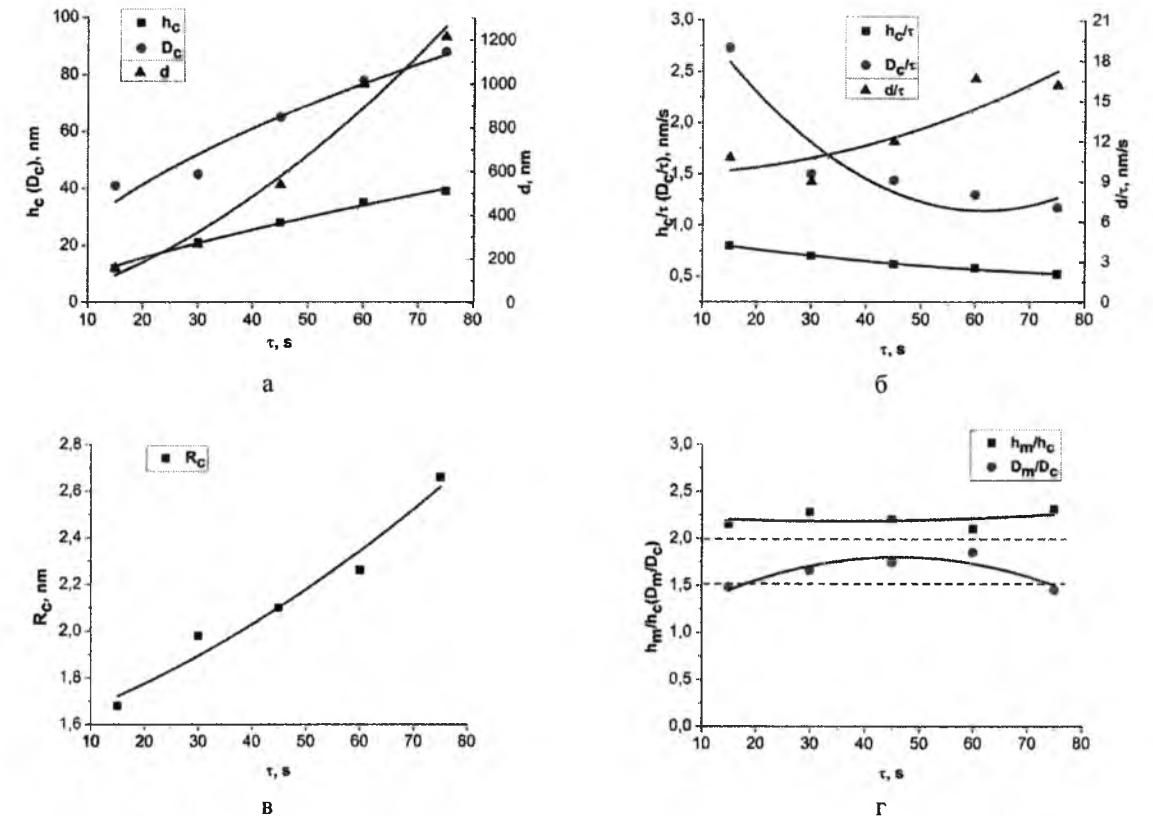 100
80
60
40
20
0
h_c (D_c), nm
h_c
D_c
d
1200
1000
800
600
400
200
0
d, nm
10 20 30 40 50 60 70 80
τ, s
а
3,0
2,5
2,0
1,5
1,0
0,5
h_c/τ (D_c/τ), nm/s
h_c/τ
D_c/τ
d/τ
21
18
15
12
9
6
3
0
d/τ, nm/s
10 20 30 40 50 60 70 80
τ, s
б
2,8
2,6
2,4
2,2
2,0
1,8
1,6
R_c, nm
R_c
10 20 30 40 50 60 70 80
τ, s
в
3,0
2,5
2,0
1,5
1,0
0,5
0,0
h_m/h_c(D_m/D_c)
h_m/h_c
D_m/D_c
10 20 30 40 50 60 70 80
τ, s
г